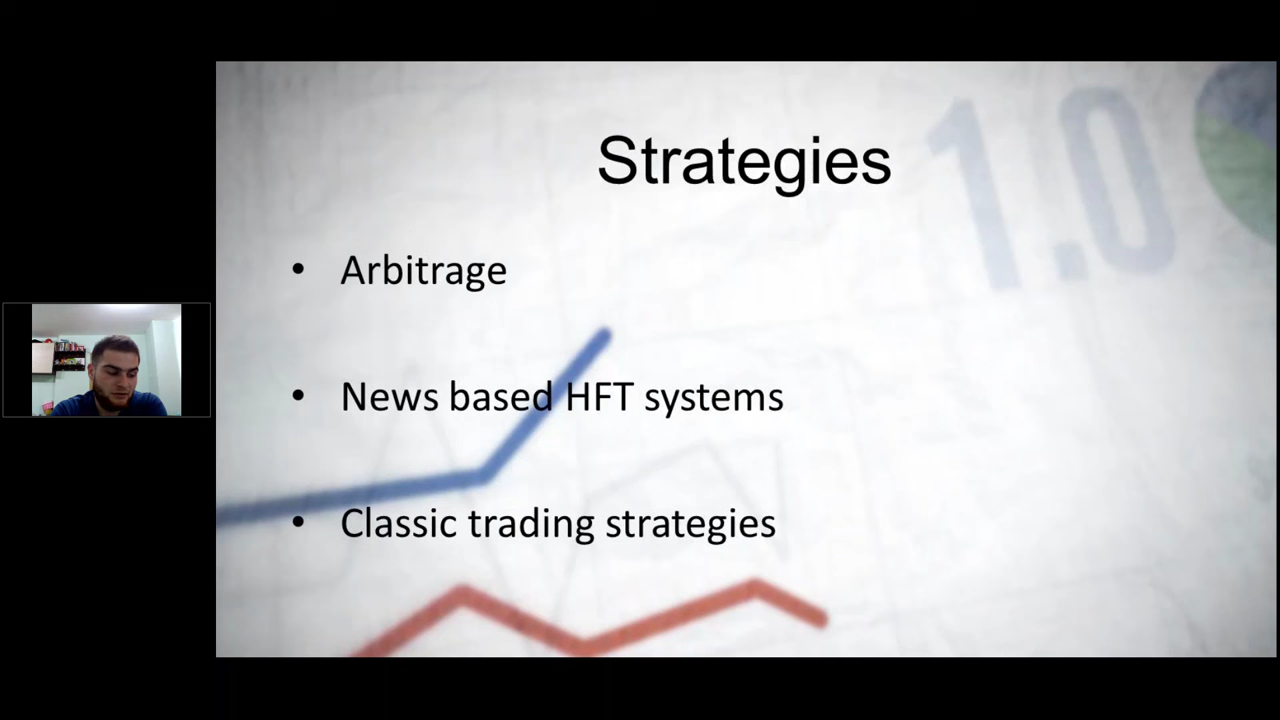 1.0
Strategies
• Arbitrage
• News based HFT systems
• Classic trading strategies